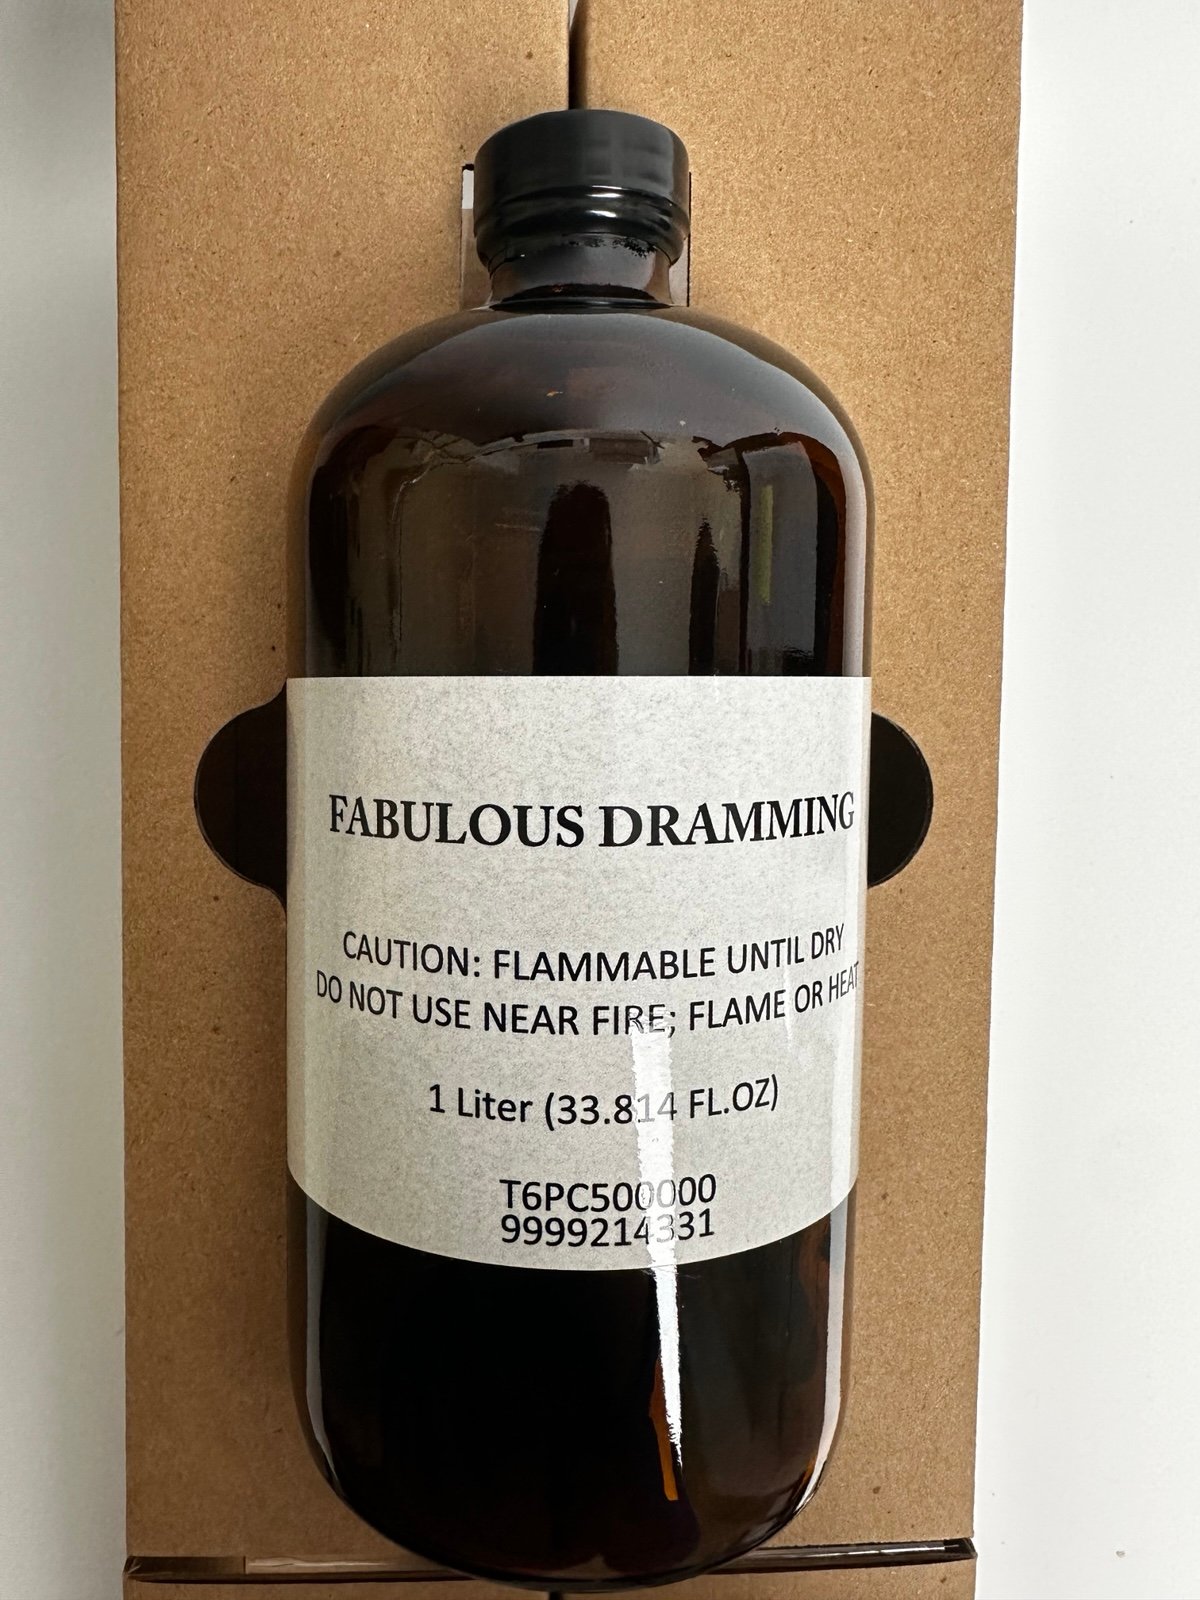 FABULOUS DRAMMING
CAUTION: FLAMMABLE UNTIL DRY
DO NOT USE NEAR FIRE; FLAME OR HEAT
1 Liter (33.814 FL.OZ)
T6PC500000
9999214331